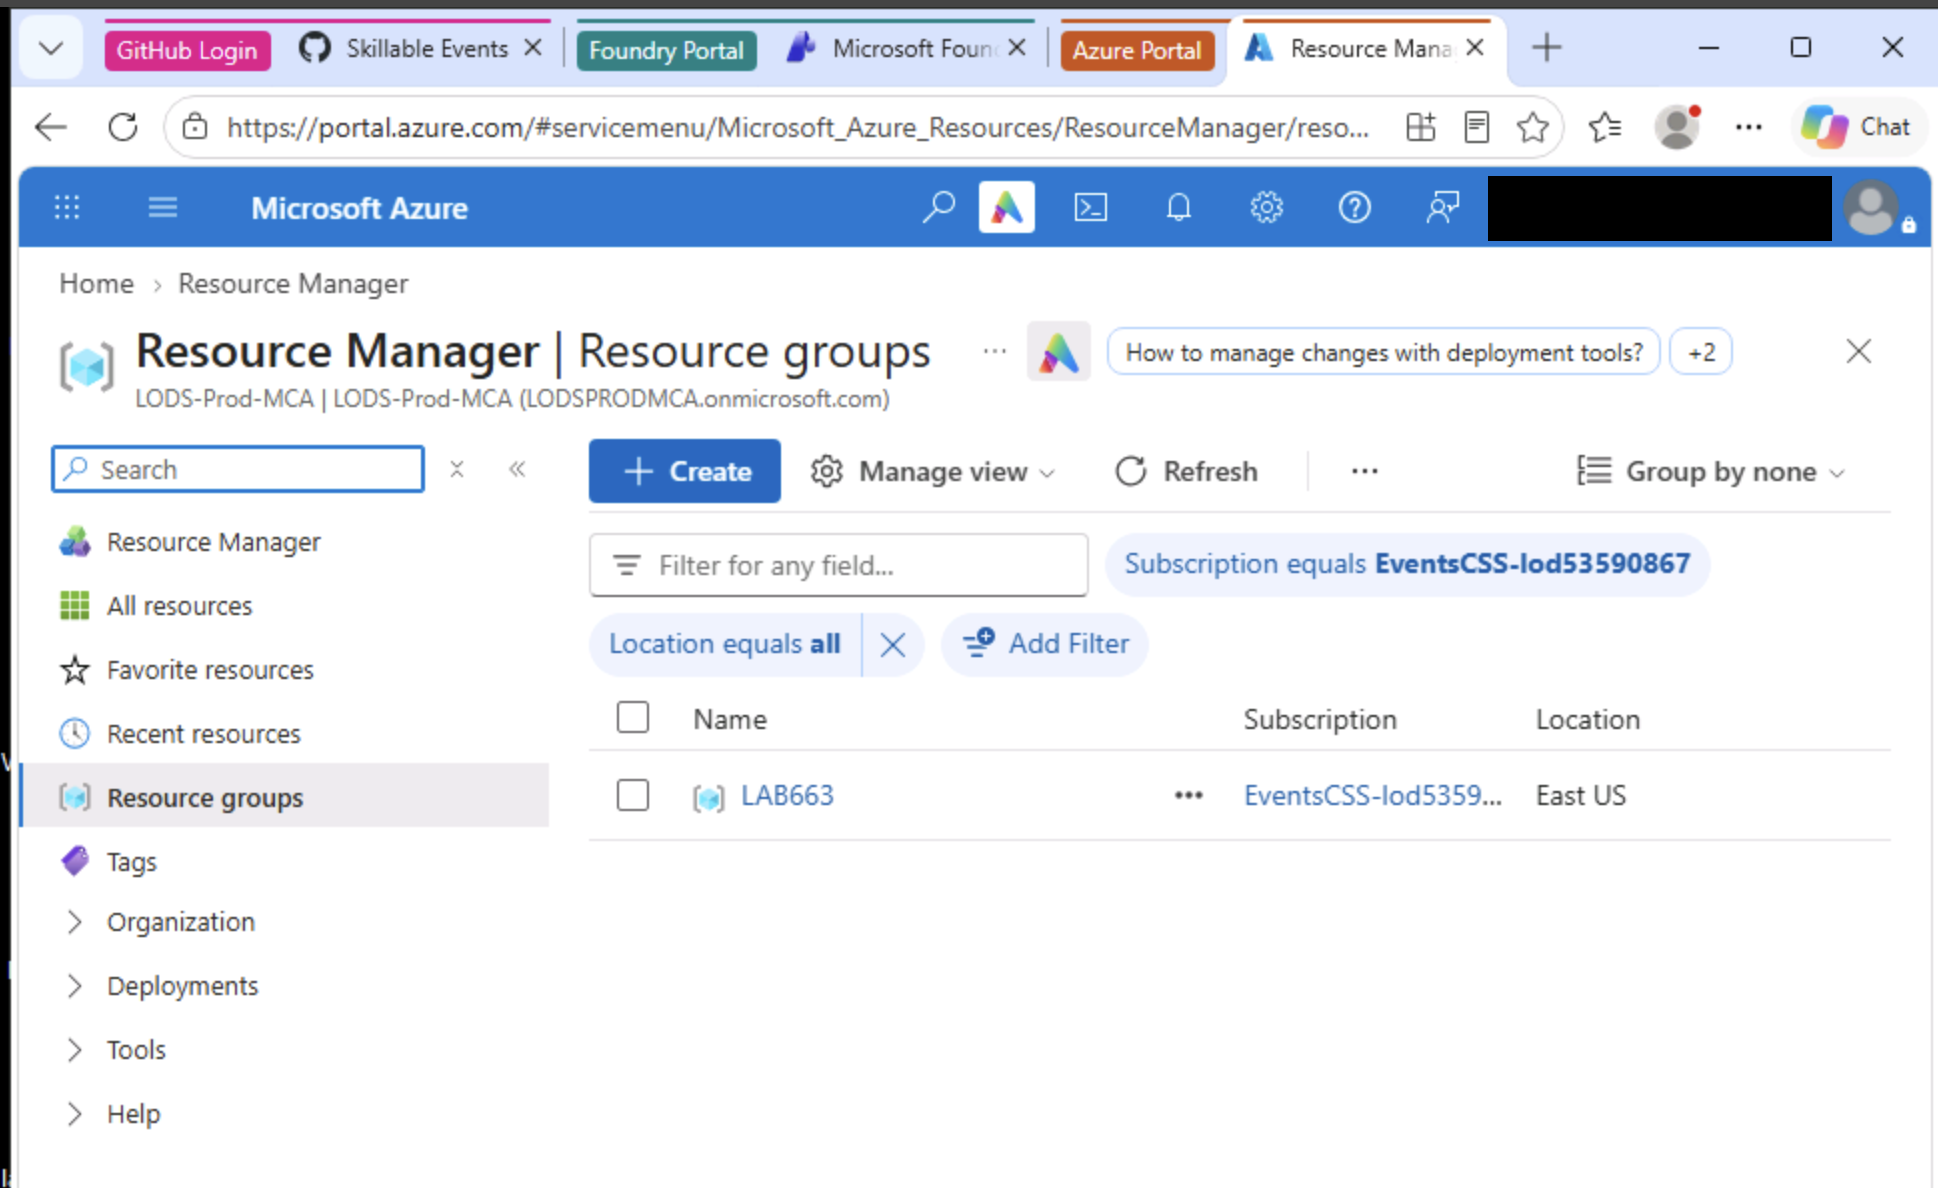 GitHub Login
Skillable Events
Foundry Portal
Microsoft Foun
Azure Portal
Resource Mana
https://portal.azure.com/#servicemenu/Microsoft_Azure_Resources/ResourceManager/reso...
Chat
Microsoft Azure
Home > Resource Manager
Resource Manager | Resource groups
How to manage changes with deployment tools?
+2
LODS-Prod-MCA | LODS-Prod-MCA (LODSPRODMCA.onmicrosoft.com)
Search
Resource Manager
All resources
Favorite resources
Recent resources
Resource groups
Tags
Organization
Deployments
Tools
Help
+ Create
Manage view
Refresh
Group by none
Filter for any field...
Subscription equals EventsCSS-lod53590867
Location equals all
Add Filter
Name Subscription Location
LAB663 ••• EventsCSS-lod5359... East US